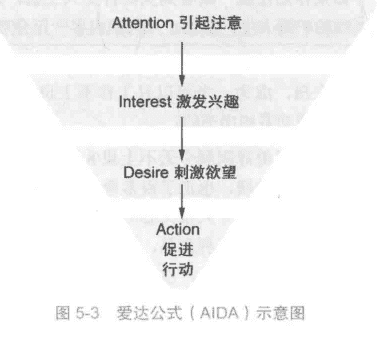 Attention 引起注意
Interest 激发兴趣
Desire 刺激欲望
Action
促进
行动
图 5-3 爱达公式（AIDA）示意图